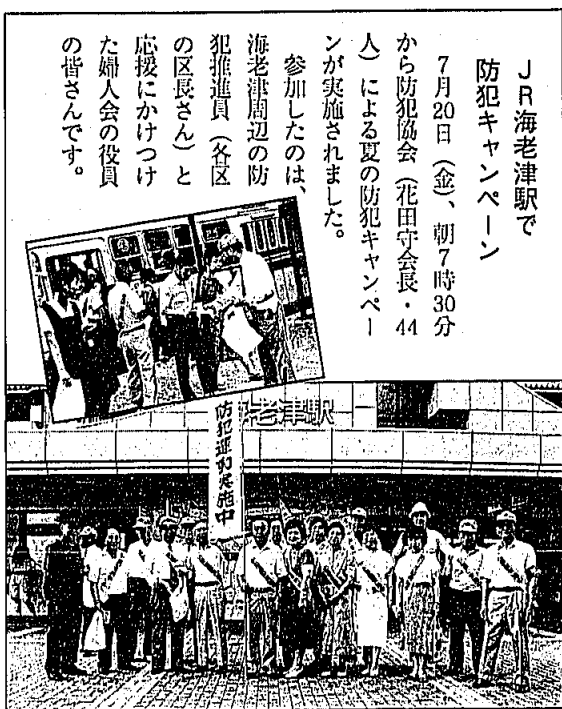 JR海老津駅で
防犯キャンペーン
7月20日（金）、朝7時30分
から防犯協会（花田守会長・44
人）による夏の防犯キャンペー
ンが実施されました。
参加したのは、
海老津周辺の防
犯推進員（各区
の区長さん）と
応援にかけつけ
た婦人会の役員
の皆さんです。
老津駅
防犯運動実施中